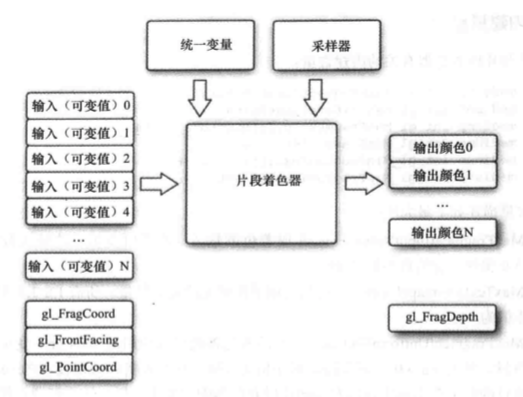 统一变量
采样器
输入（可变值）0
输入（可变值）1
输入（可变值）2
输入（可变值）3
输入（可变值）4
...
输入（可变值）N
gl_FragCoord
gl_FrontFacing
gl_PointCoord
片段着色器
输出颜色0
输出颜色1
...
输出颜色N
gl_FragDepth